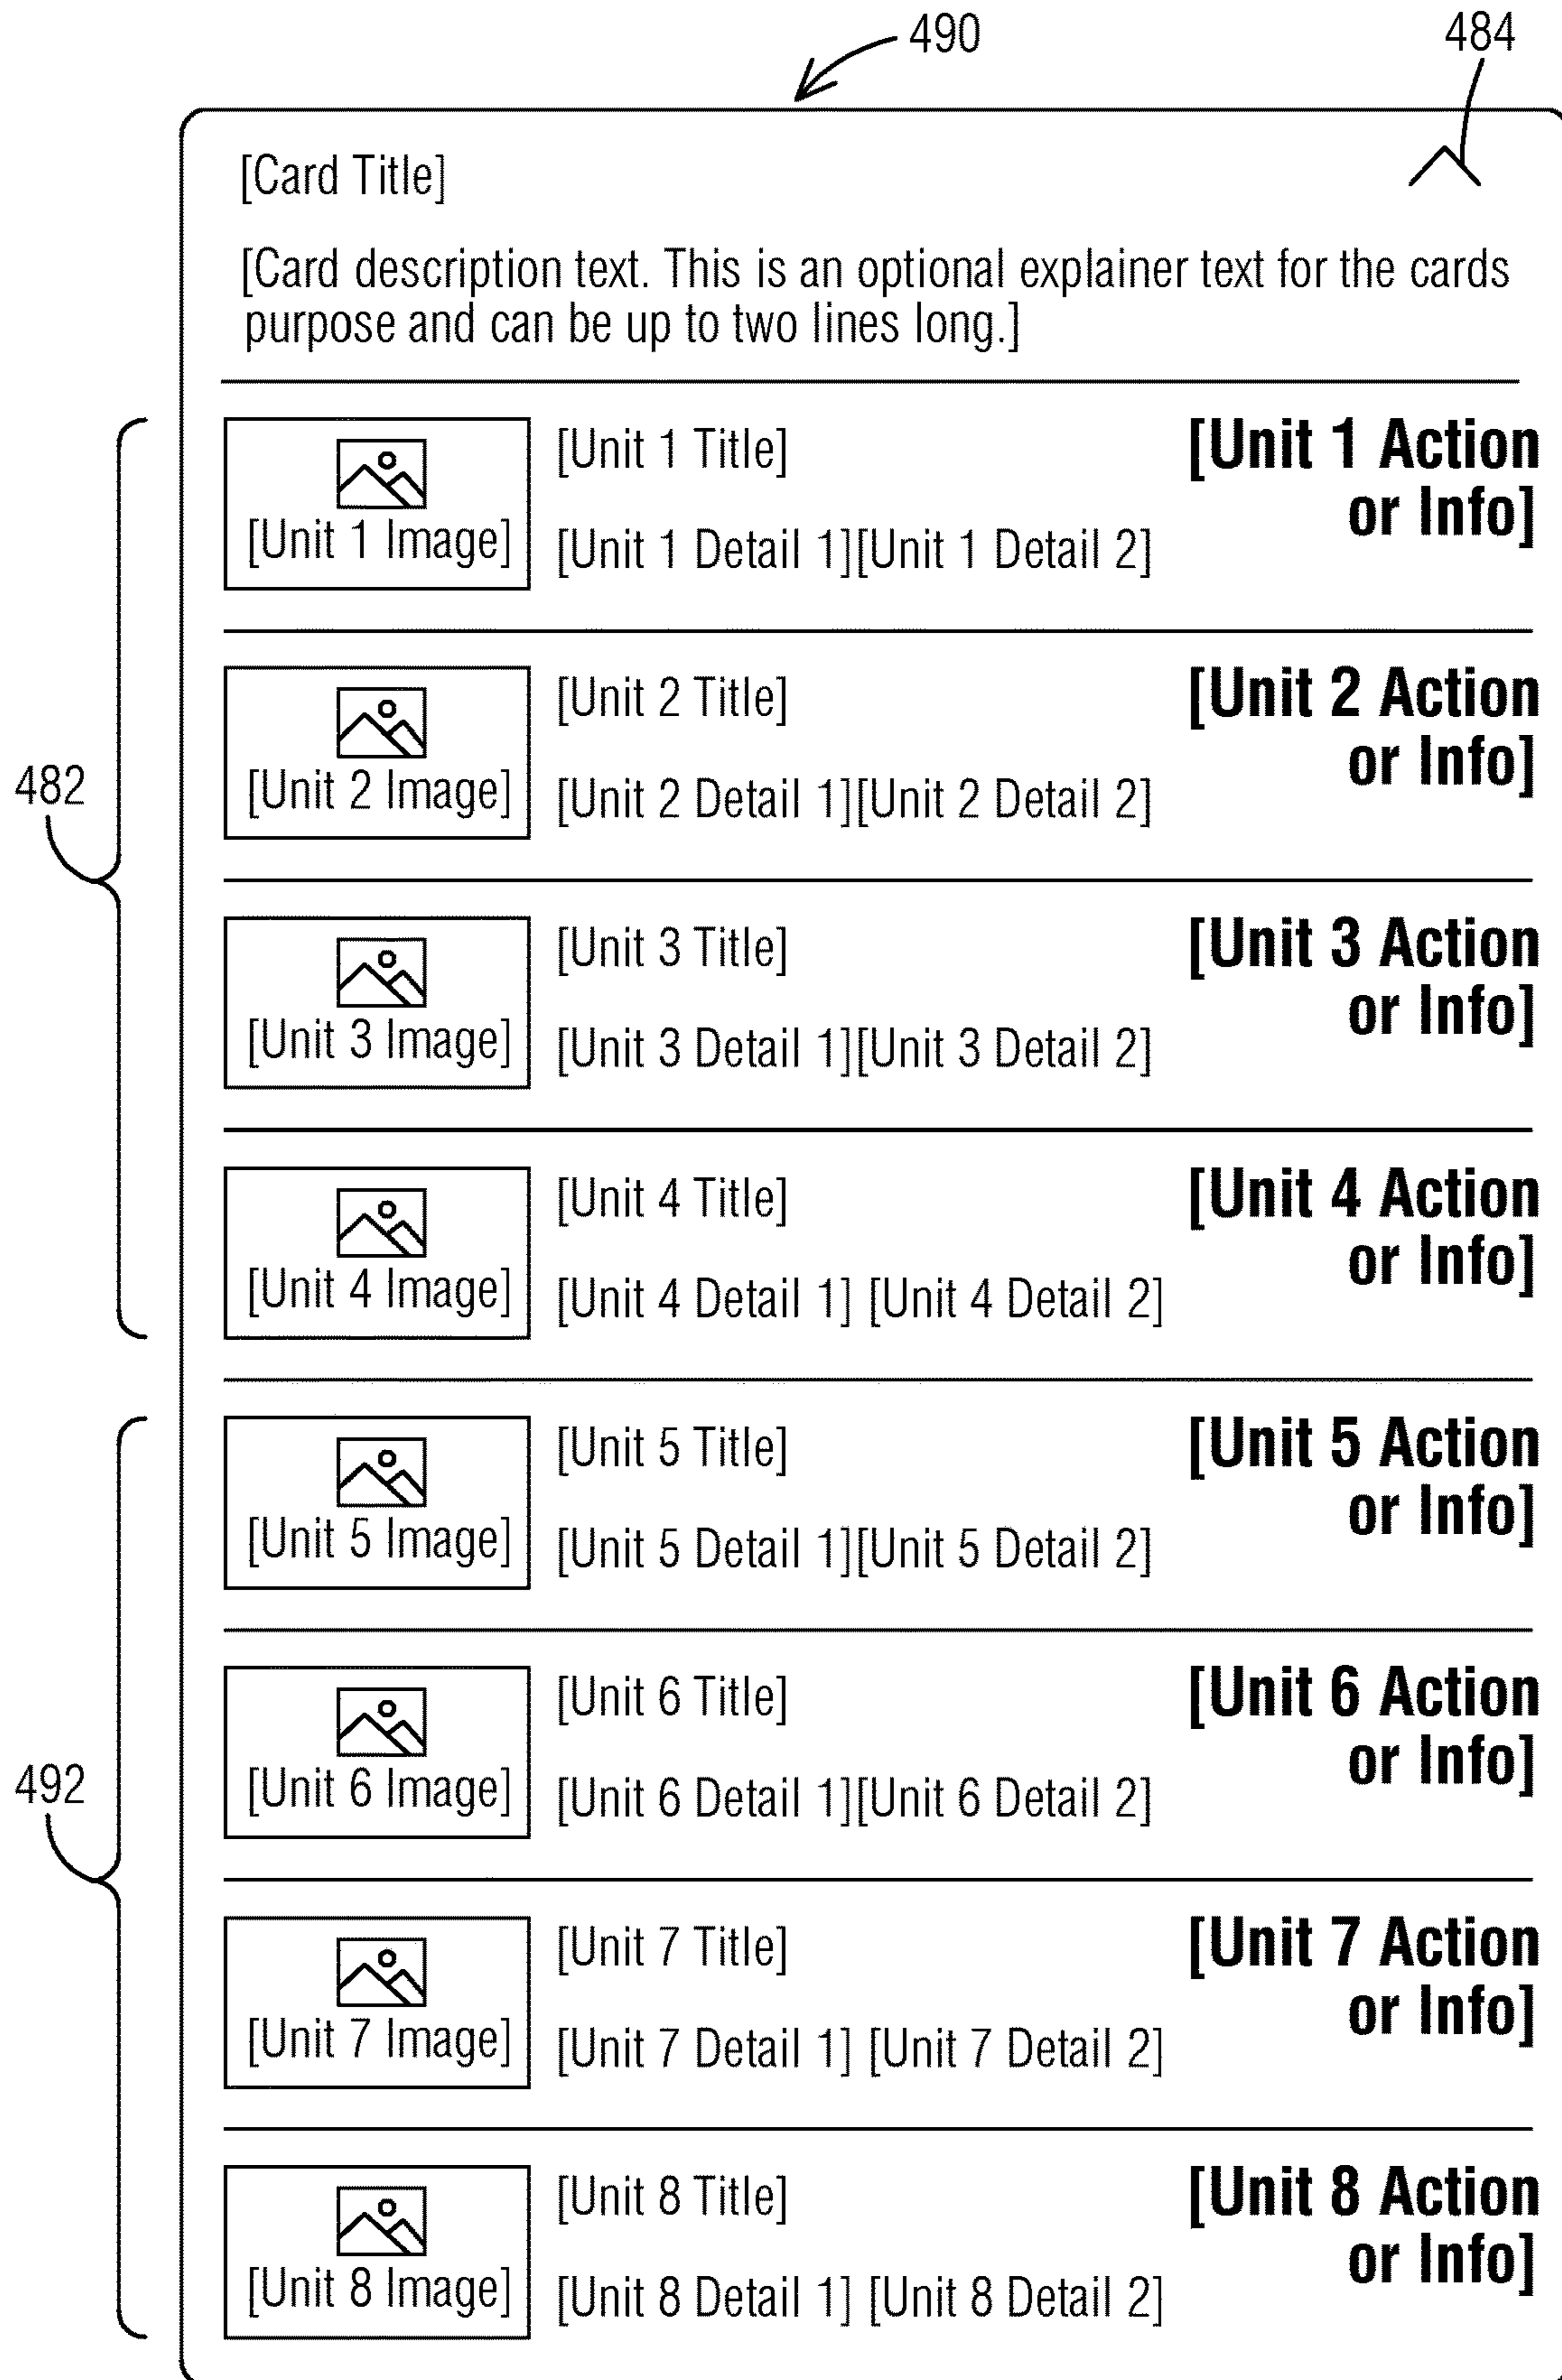 490
484
[Card Title]
[Card description text. This is an optional explainer text for the cards
purpose and can be up to two lines long.]
482
[Unit 1 Image]
[Unit 1 Title]
[Unit 1 Detail 1][Unit 1 Detail 2]
[Unit 1 Action
or Info]
[Unit 2 Image]
[Unit 2 Title]
[Unit 2 Detail 1][Unit 2 Detail 2]
[Unit 2 Action
or Info]
[Unit 3 Image]
[Unit 3 Title]
[Unit 3 Detail 1][Unit 3 Detail 2]
[Unit 3 Action
or Info]
[Unit 4 Image]
[Unit 4 Title]
[Unit 4 Detail 1] [Unit 4 Detail 2]
[Unit 4 Action
or Info]
492
[Unit 5 Image]
[Unit 5 Title]
[Unit 5 Detail 1][Unit 5 Detail 2]
[Unit 5 Action
or Info]
[Unit 6 Image]
[Unit 6 Title]
[Unit 6 Detail 1][Unit 6 Detail 2]
[Unit 6 Action
or Info]
[Unit 7 Image]
[Unit 7 Title]
[Unit 7 Detail 1] [Unit 7 Detail 2]
[Unit 7 Action
or Info]
[Unit 8 Image]
[Unit 8 Title]
[Unit 8 Detail 1] [Unit 8 Detail 2]
[Unit 8 Action
or Info]